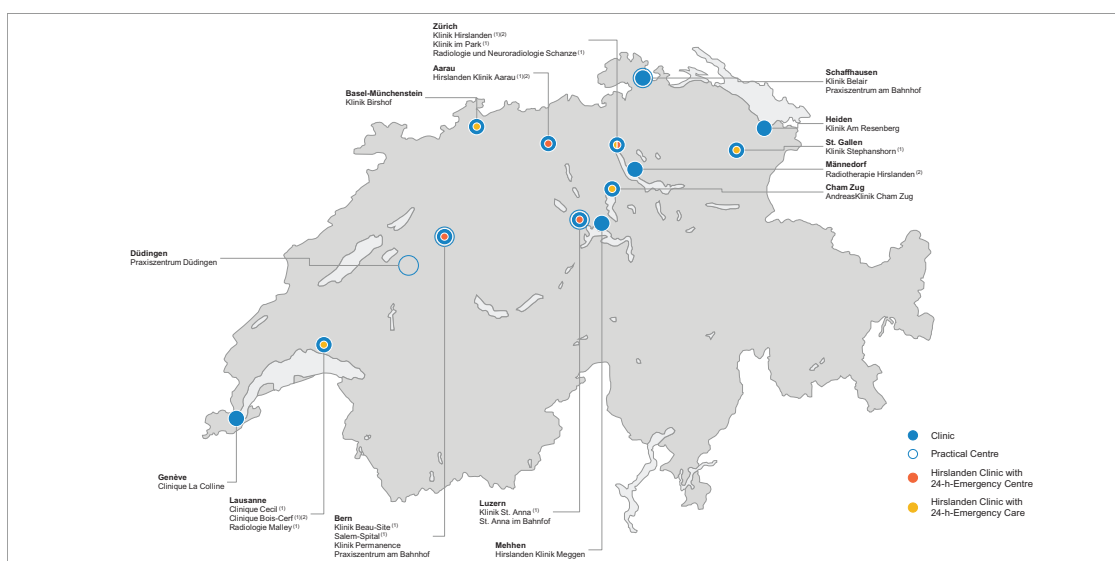 Zürich
Klinik Hirslanden (1)(2)
Klinik im Park (1)
Radiologie und Neuroradiologie Schanze (1)
Aarau
Hirslanden Klinik Aarau (1)(2)
Basel-Münchenstein
Klinik Birshof
Schaffhausen
Klinik Belair
Praxiszentrum am Bahnhof
Heiden
Klinik Am Resenberg
St. Gallen
Klinik Stephanshorn (1)
Männedorf
Radiotherapie Hirslanden (2)
Cham Zug
AndreasKlinik Cham Zug
Düdingen
Praxiszentrum Düdingen
Genève
Clinique La Colline
Lausanne
Clinique Cecil (1)
Clinique Bois-Cerf (1)(2)
Radiologie Malley (1)
Bern
Klinik Beau-Site (1)
Salem-Spital (1)
Klinik Permanence
Praxiszentrum am Bahnhof
Luzern
Klinik St. Anna (1)
St. Anna im Bahnfof
Mehhen
Hirslanden Klinik Meggen
Clinic
Practical Centre
Hirslanden Clinic with
24-h-Emergency Centre
Hirslanden Clinic with
24-h-Emergency Care